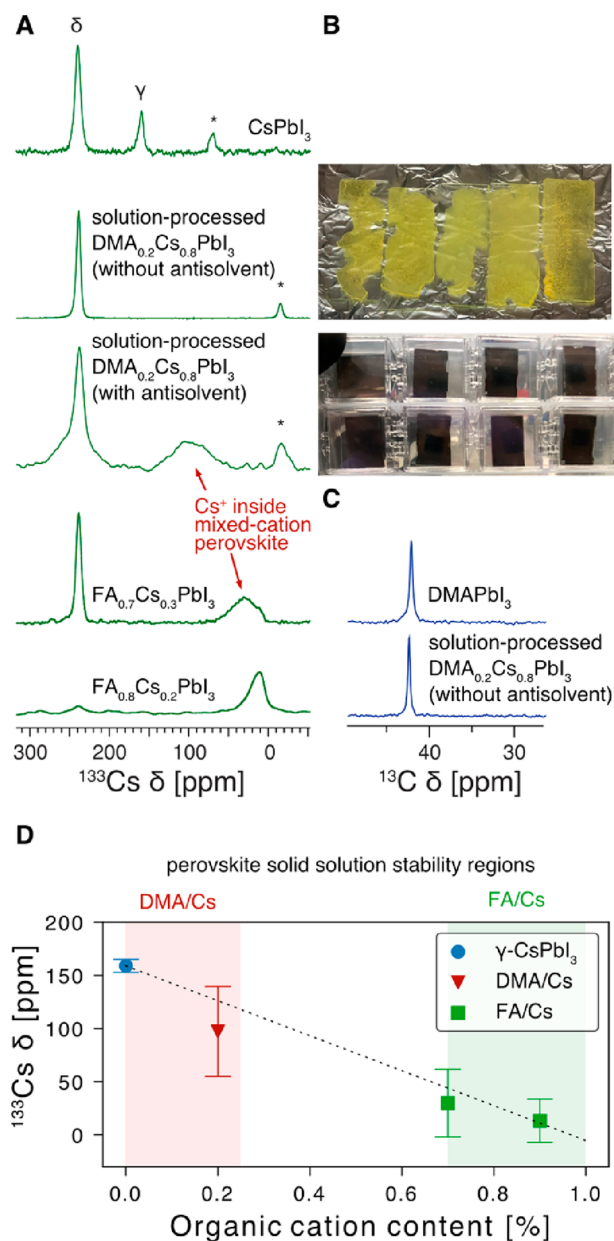 A
B
δ
γ
*
CsPbI3
solution-processed
DMA0.2Cs0.8PbI3
(without antisolvent)
*
solution-processed
DMA0.2Cs0.8PbI3
(with antisolvent)
*
Cs+ inside
mixed-cation
perovskite
FA0.7Cs0.3PbI3
FA0.8Cs0.2PbI3
300 200 100 0
133Cs δ [ppm]
C
DMAPbI3
solution-processed
DMA0.2Cs0.8PbI3
(without antisolvent)
40 30
13C δ [ppm]
D
perovskite solid solution stability regions
DMA/Cs FA/Cs
200
150
100
50
0
133Cs δ [ppm]
γ-CsPbI3
DMA/Cs
FA/Cs
0.0 0.2 0.4 0.6 0.8 1.0
Organic cation content [%]